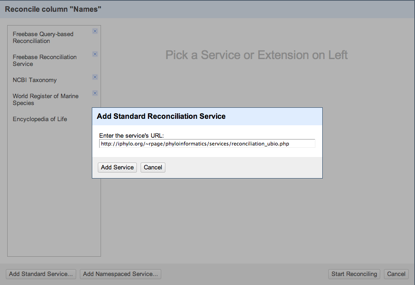 Reconcile column "Names"
Freebase Query-based
Reconciliation
Freebase Reconciliation
Service
NCBI Taxonomy
World Register of Marine
Species
Encyclopedia of Life
Pick a Service or Extension on Left
Add Standard Reconciliation Service
Enter the service's URL:
http://iphylo.org/~rpage/phyloinformatics/services/reconciliation_ubio.php
Add Service
Cancel
Add Standard Service...
Add Namespaced Service...
Start Reconciling
Cancel